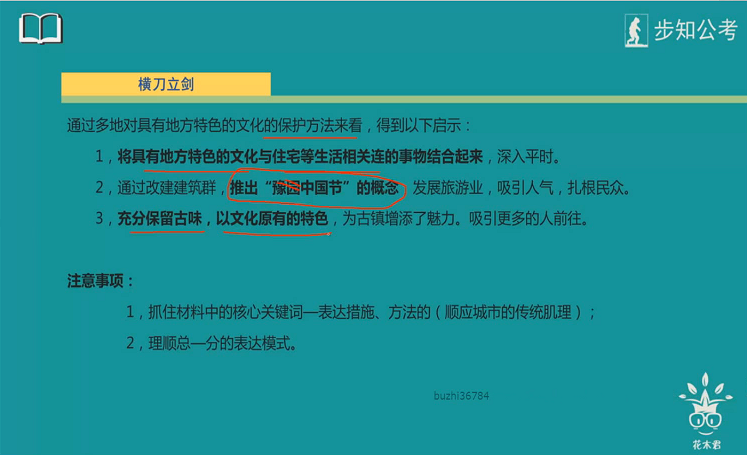 步知公考
横刀立剑
通过多地对具有地方特色的文化的保护方法来看，得到以下启示：
1，将具有地方特色的文化与住宅等生活相关连的事物结合起来，深入平时。
2，通过改建建筑群，推出“豫园中国节”的概念，发展旅游业，吸引人气，扎根民众。
3，充分保留古味，以文化原有的特色，为古镇增添了魅力。吸引更多的人前往。
注意事项：
1，抓住材料中的核心关键词—表达措施、方法的（顺应城市的传统肌理）；
2，理顺总—分的表达模式。
buzhi36784
花木君